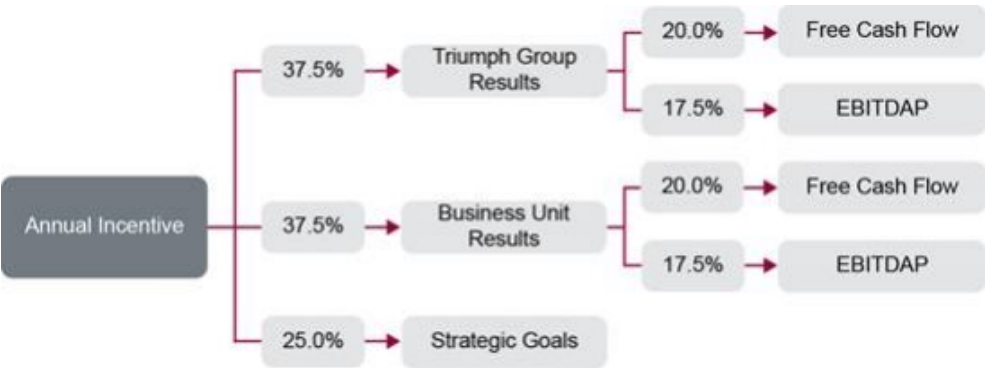 20.0%
Free Cash Flow
37.5%
Triumph Group
Results
17.5%
EBITDAP
Annual Incentive
37.5%
Business Unit
Results
20.0%
Free Cash Flow
17.5%
EBITDAP
25.0%
Strategic Goals